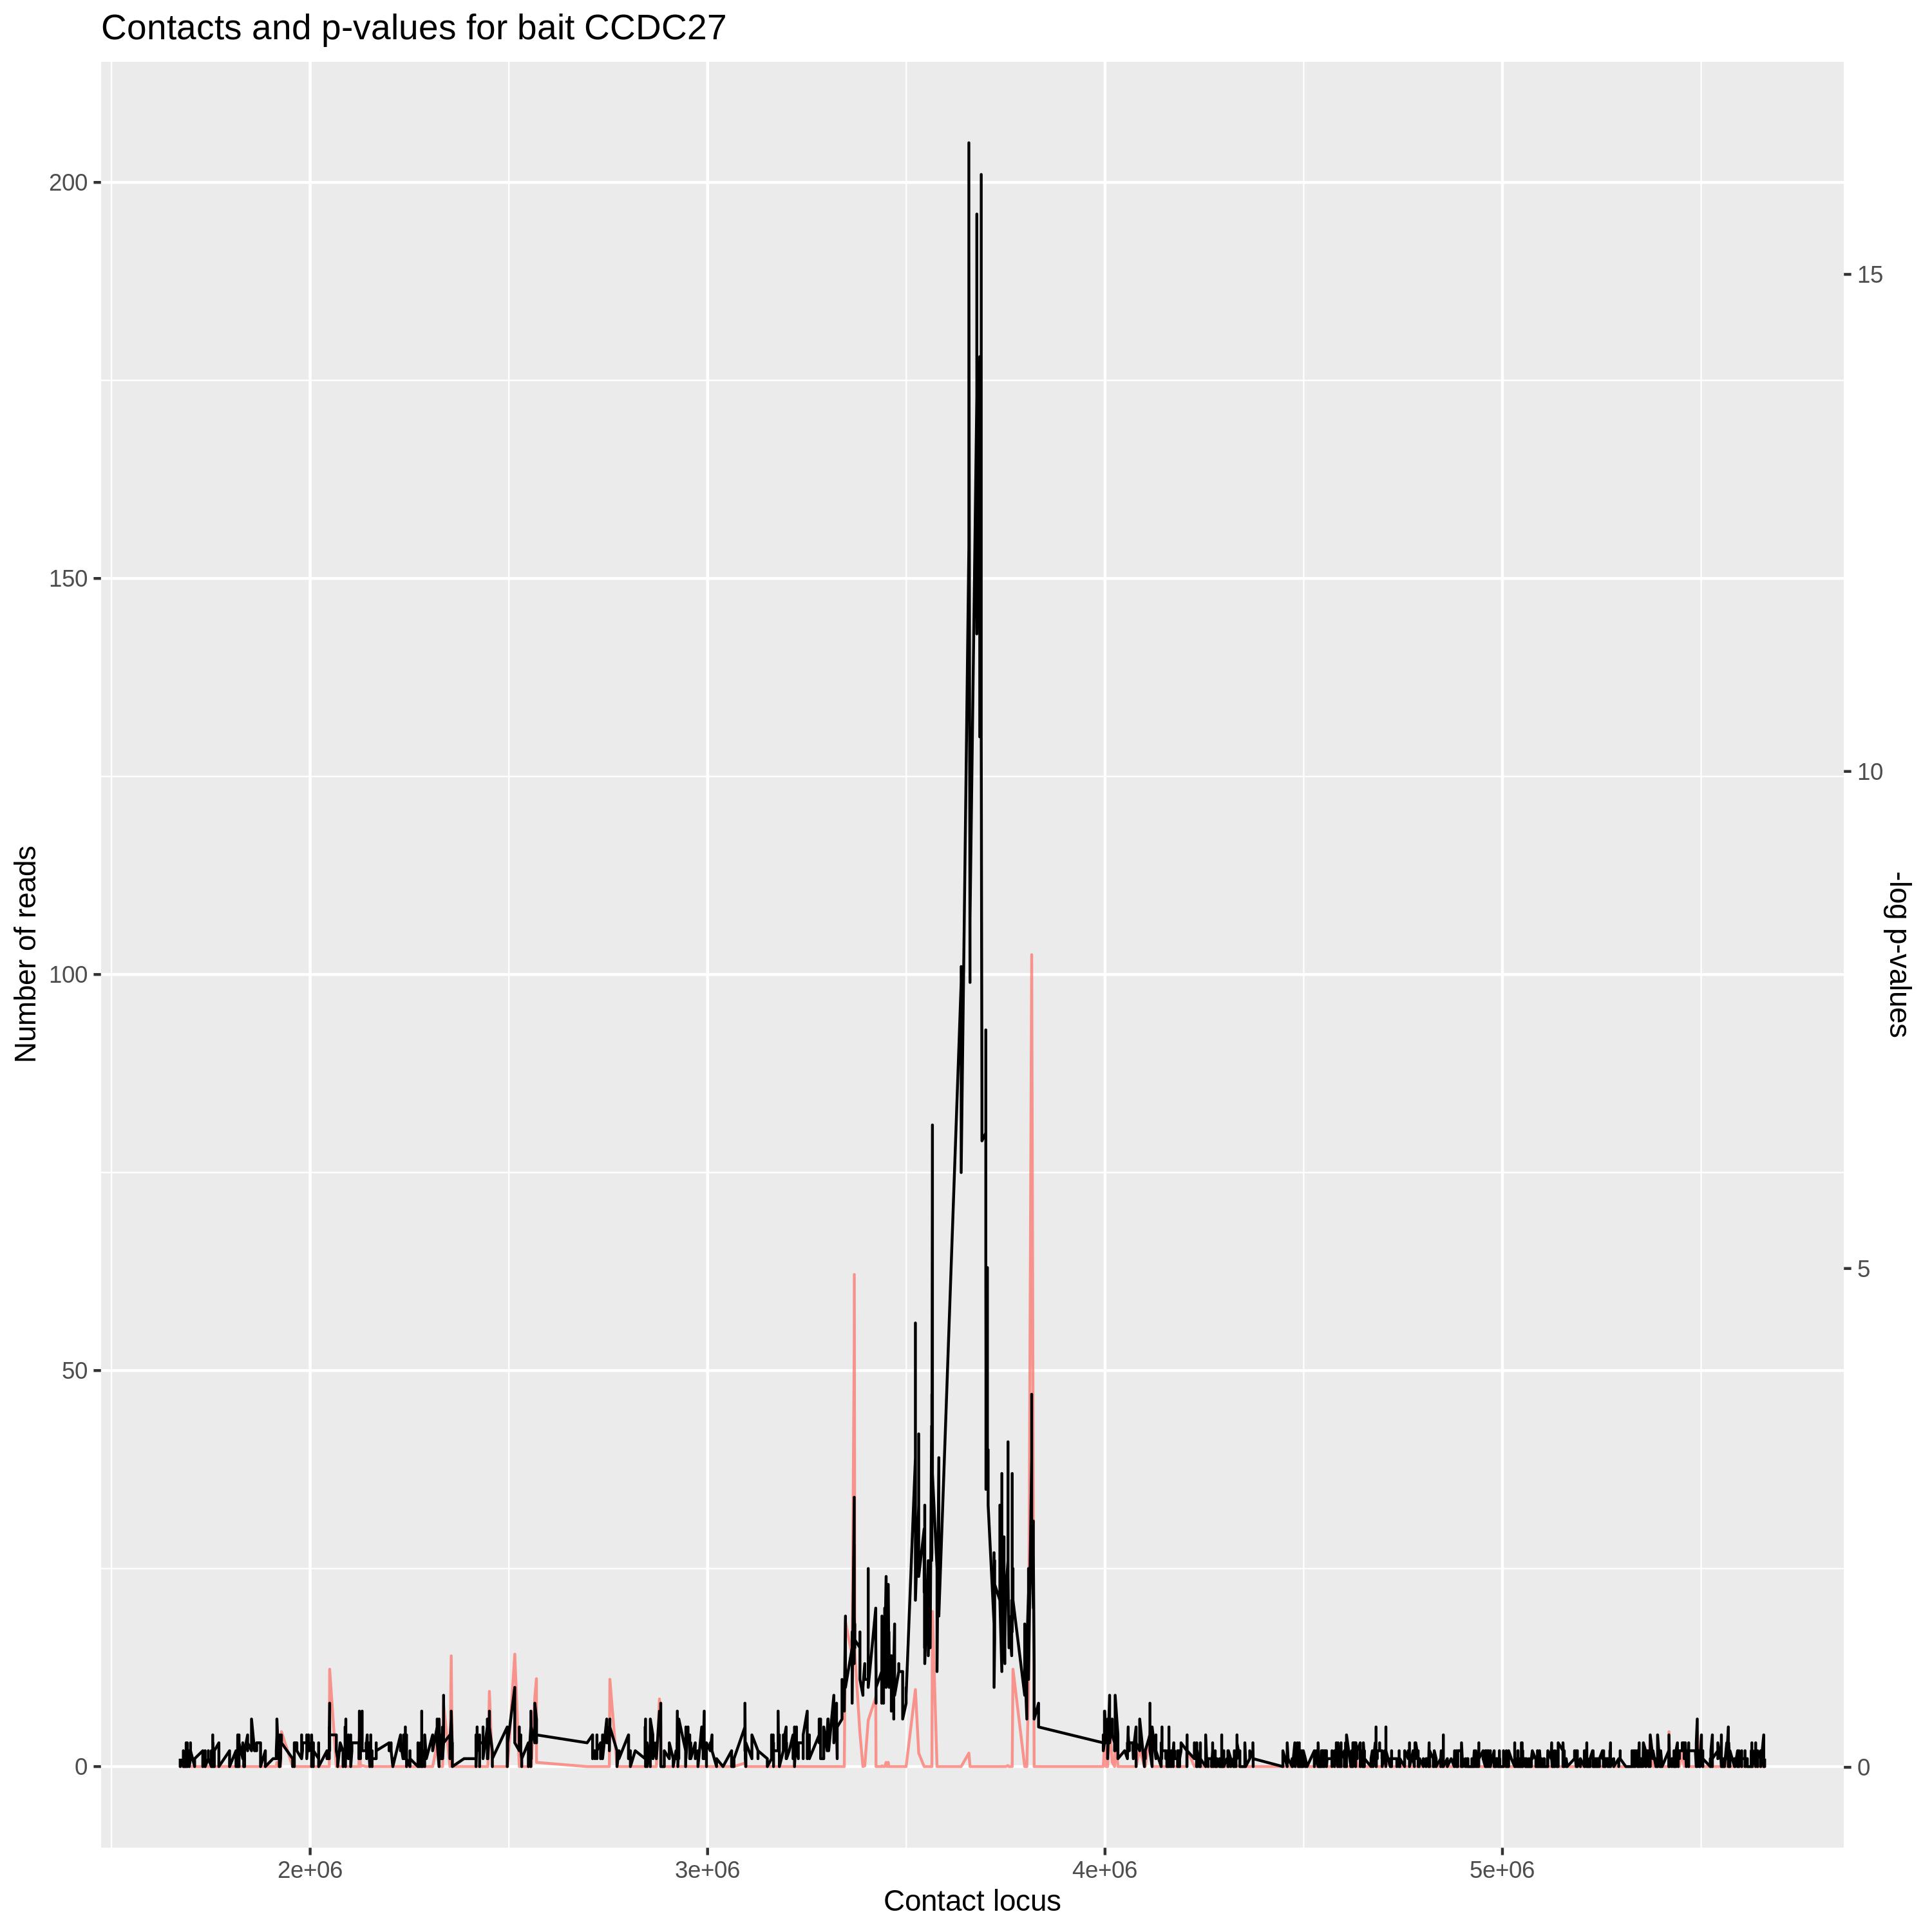 Contacts and p-values for bait CCDC27
200
150
100
50
0
15
10
5
0
Number of reads
-log p-values
2e+06
3e+06
4e+06
5e+06
Contact locus